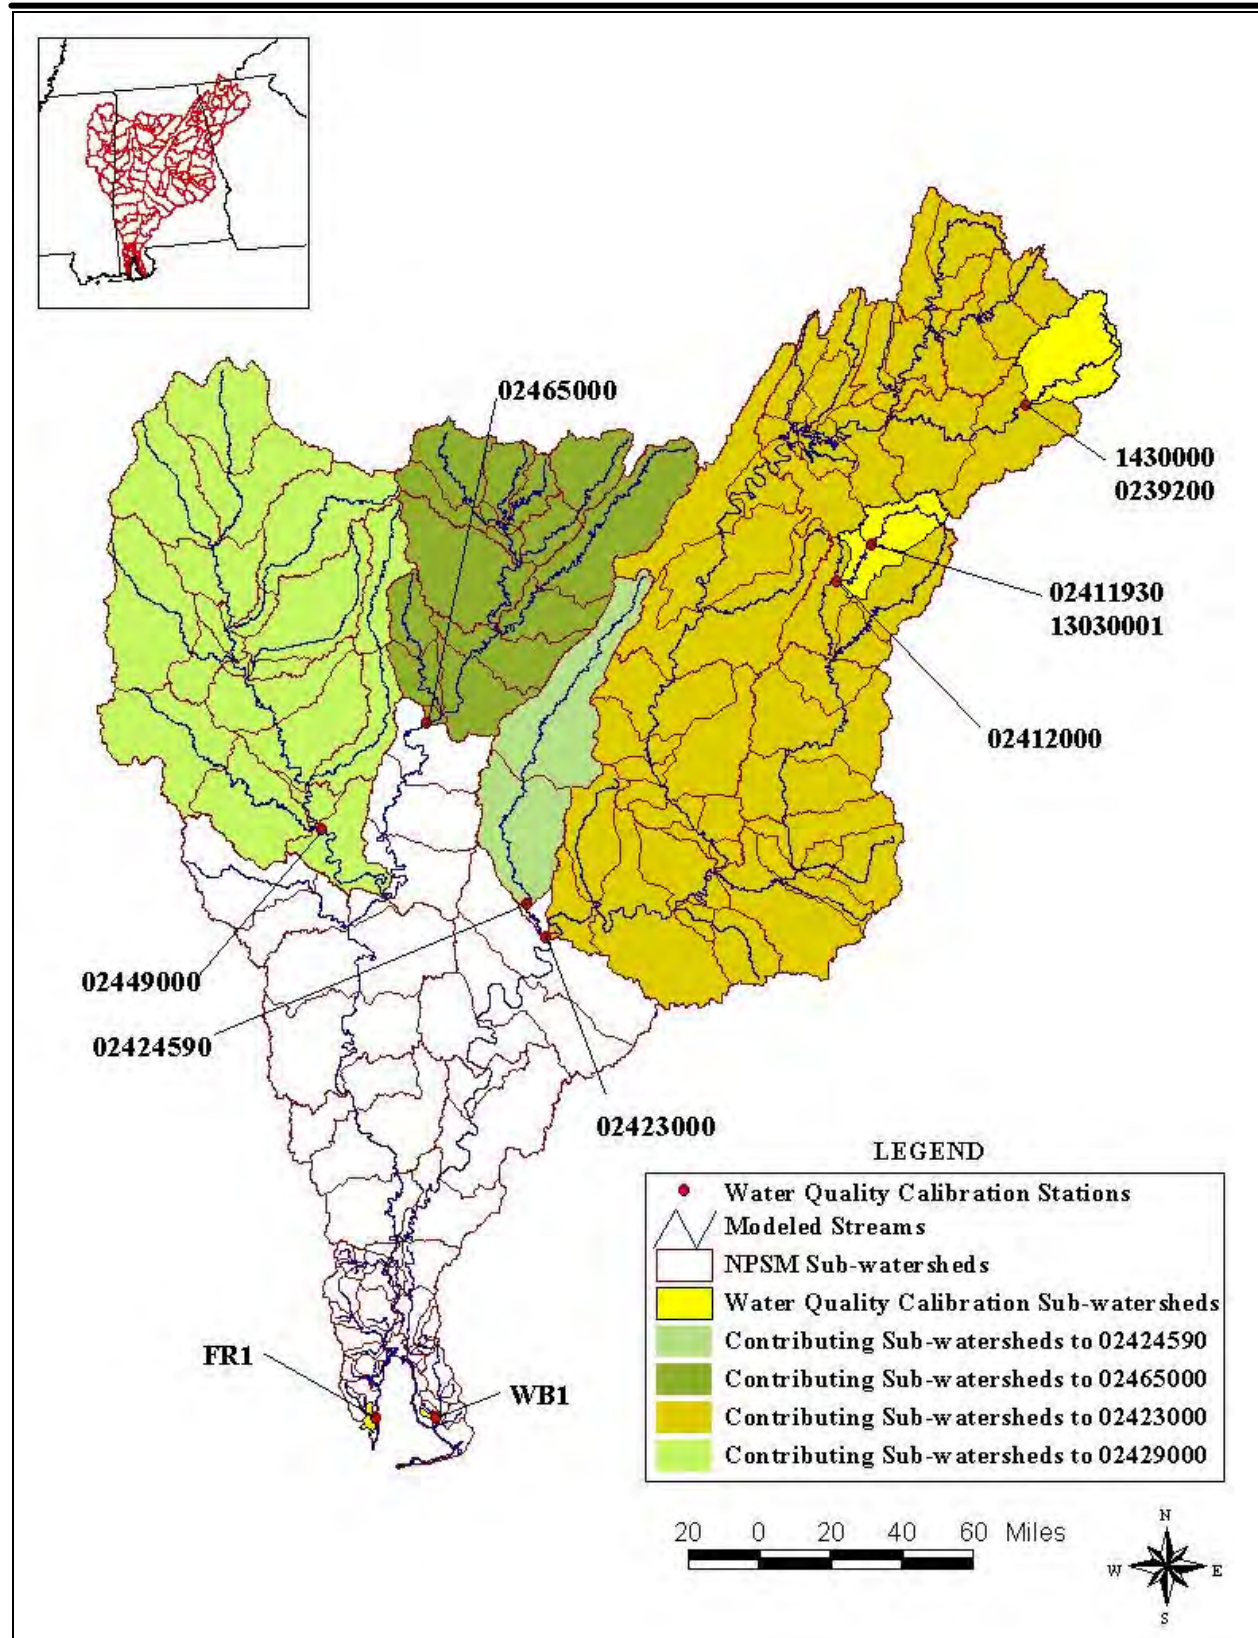 02465000
1430000
0239200
02411930
13030001
02412000
02449000
02424590
02423000
FR1
WB1
LEGEND
Water Quality Calibration Stations
Modeled Streams
NPSM Sub-watersheds
Water Quality Calibration Sub-watersheds
Contributing Sub-watersheds to 02424590
Contributing Sub-watersheds to 02465000
Contributing Sub-watersheds to 02423000
Contributing Sub-watersheds to 02429000
20 0 20 40 60 Miles
N
W E
S